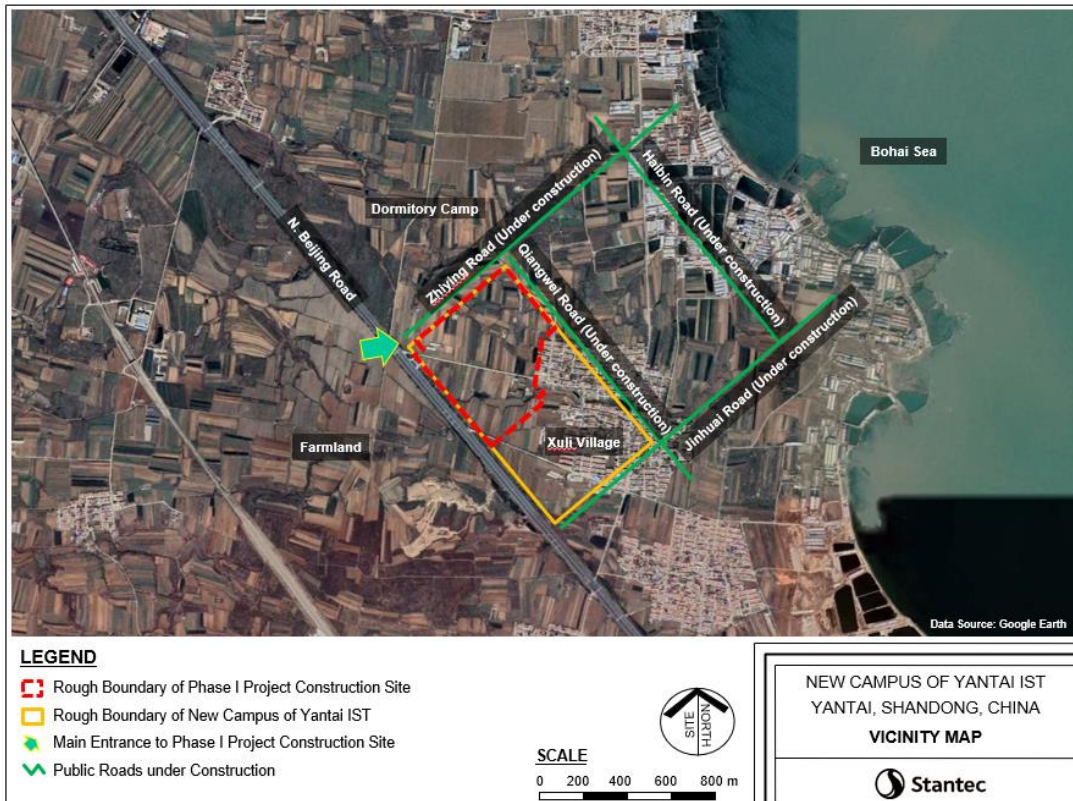 Bohai Sea
Dormitory Camp
N. Beijing Road
Zhiying Road (Under construction)
Haibin Road (Under construction)
Qiangwei Road (Under construction)
Jinhuai Road (Under construction)
Farmland
Xuli Village
Data Source: Google Earth
LEGEND
Rough Boundary of Phase I Project Construction Site
Rough Boundary of New Campus of Yantai IST
Main Entrance to Phase I Project Construction Site
Public Roads under Construction
SITE
NORTH
SCALE
0 200 400 600 800 m
NEW CAMPUS OF YANTAI IST
YANTAI, SHANDONG, CHINA
VICINITY MAP
Stantec